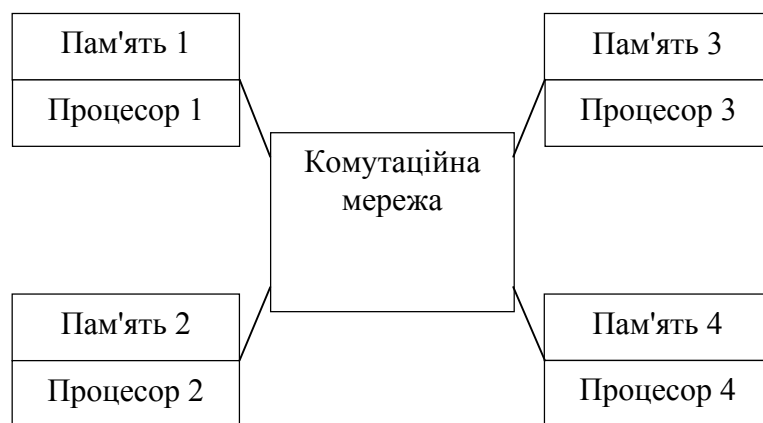 Пам'ять 1
Процесор 1
Пам'ять 3
Процесор 3
Комутаційна
мережа
Пам'ять 2
Процесор 2
Пам'ять 4
Процесор 4